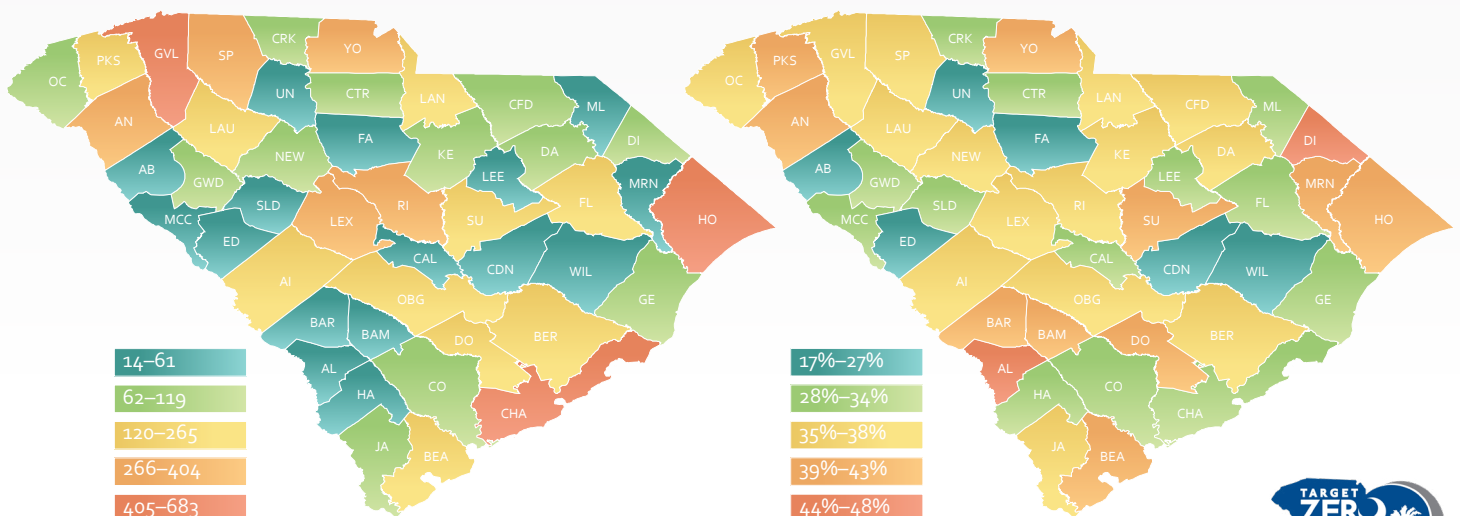 CRK
YO
GVL
SP
PKS
OC
UN
CTR
LAN
CFD
ML
AN
LAU
FA
KE
DA
DI
NEW
AB
GWD
LEE
MRN
SLD
RI
FL
MCC
LEX
SU
HO
ED
CAL
CDN
WIL
AI
OBG
GE
BAR
BAM
DO
BER
AL
HA
CO
CHA
JA
BEA
14–61
62–119
120–265
266–404
405–683
CRK
YO
GVL
SP
PKS
OC
UN
CTR
LAN
CFD
ML
AN
LAU
FA
KE
DA
DI
NEW
AB
GWD
LEE
MRN
SLD
RI
FL
MCC
LEX
SU
HO
ED
CAL
CDN
WIL
AI
OBG
GE
BAR
BAM
DO
BER
AL
HA
CO
CHA
JA
BEA
17%–27%
28%–34%
35%–38%
39%–43%
44%–48%
TARGET
ZERO